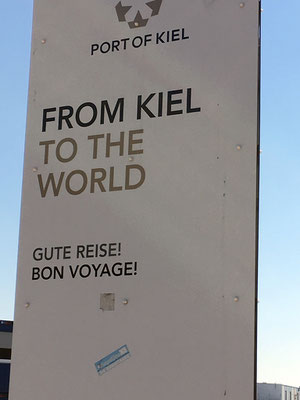 PORT OF KIEL
FROM KIEL
TO THE
WORLD
GUTE REISE!
BON VOYAGE!